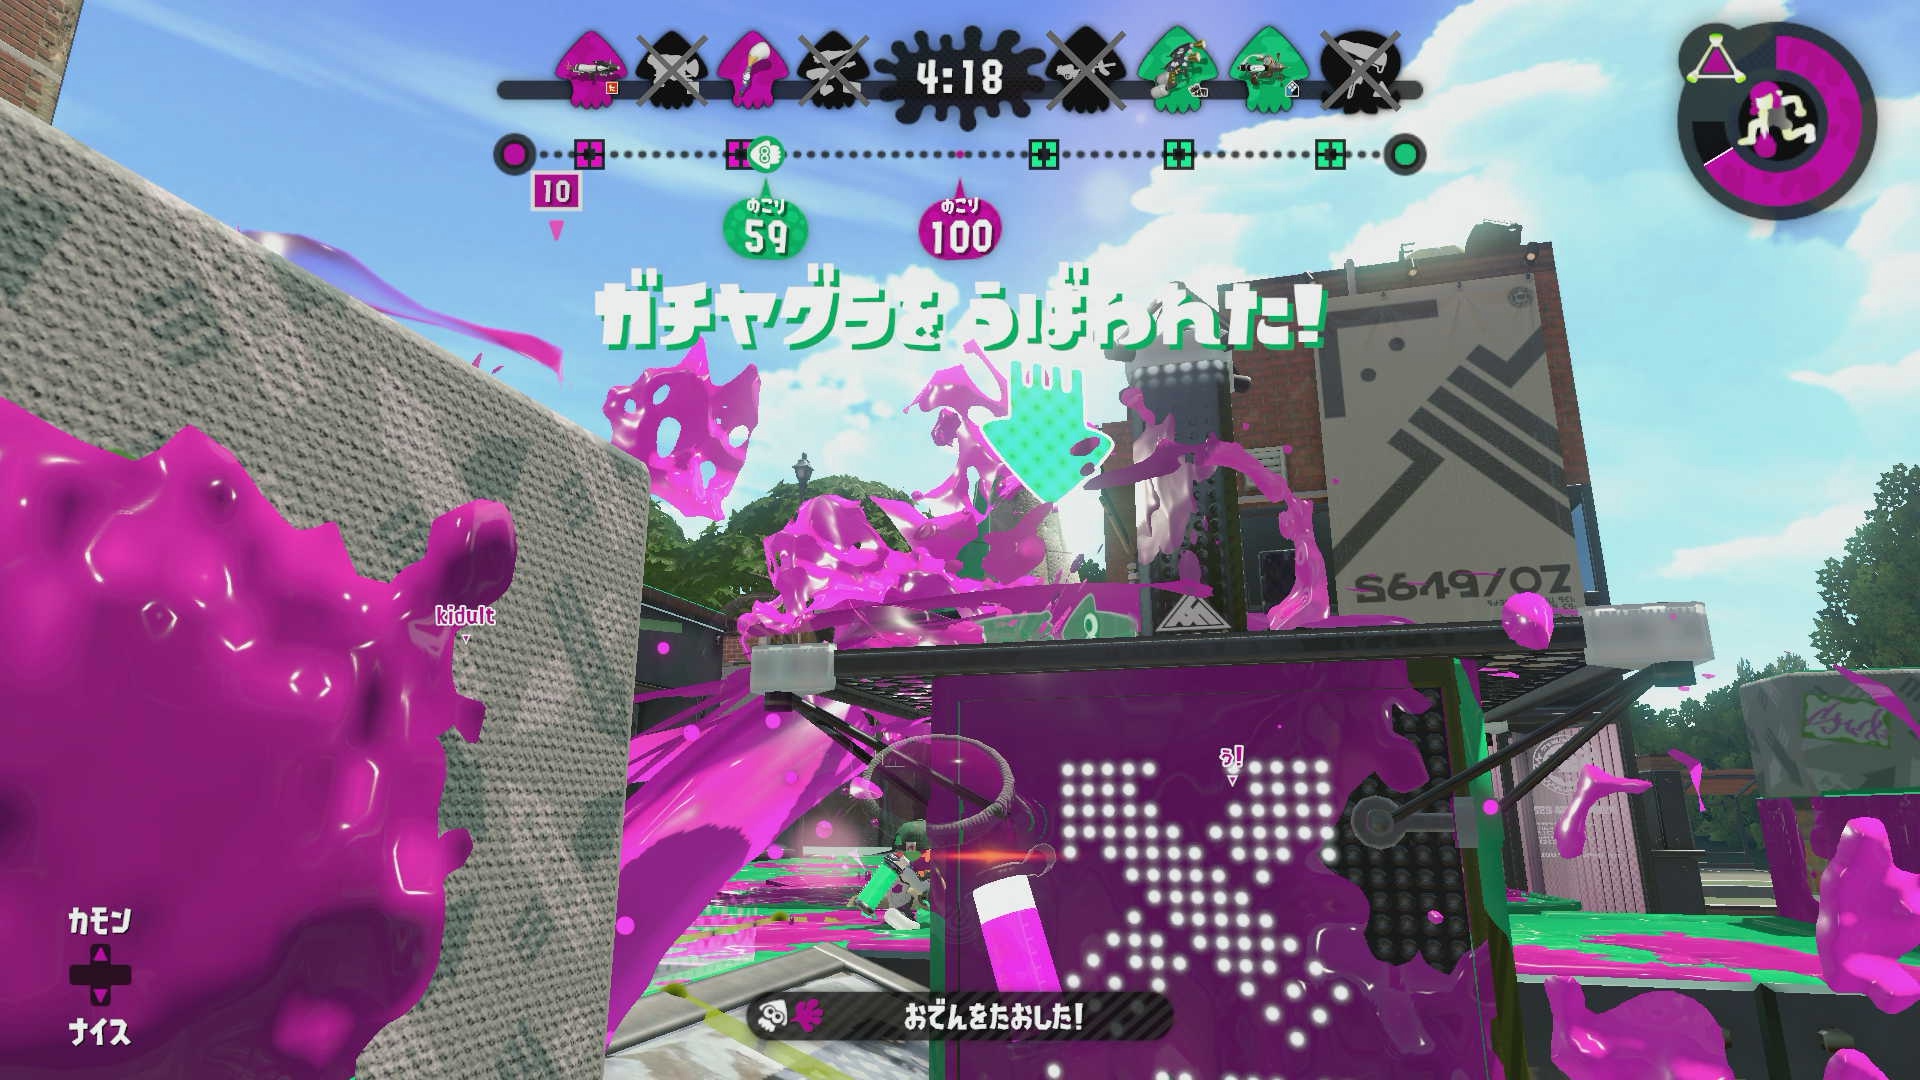 4:18
10
のこり
59
のこり
100
ガチヤグラをうばわれた!
S649/OZ
kidult
う!
カモン
ナイス
おでんをたおした!